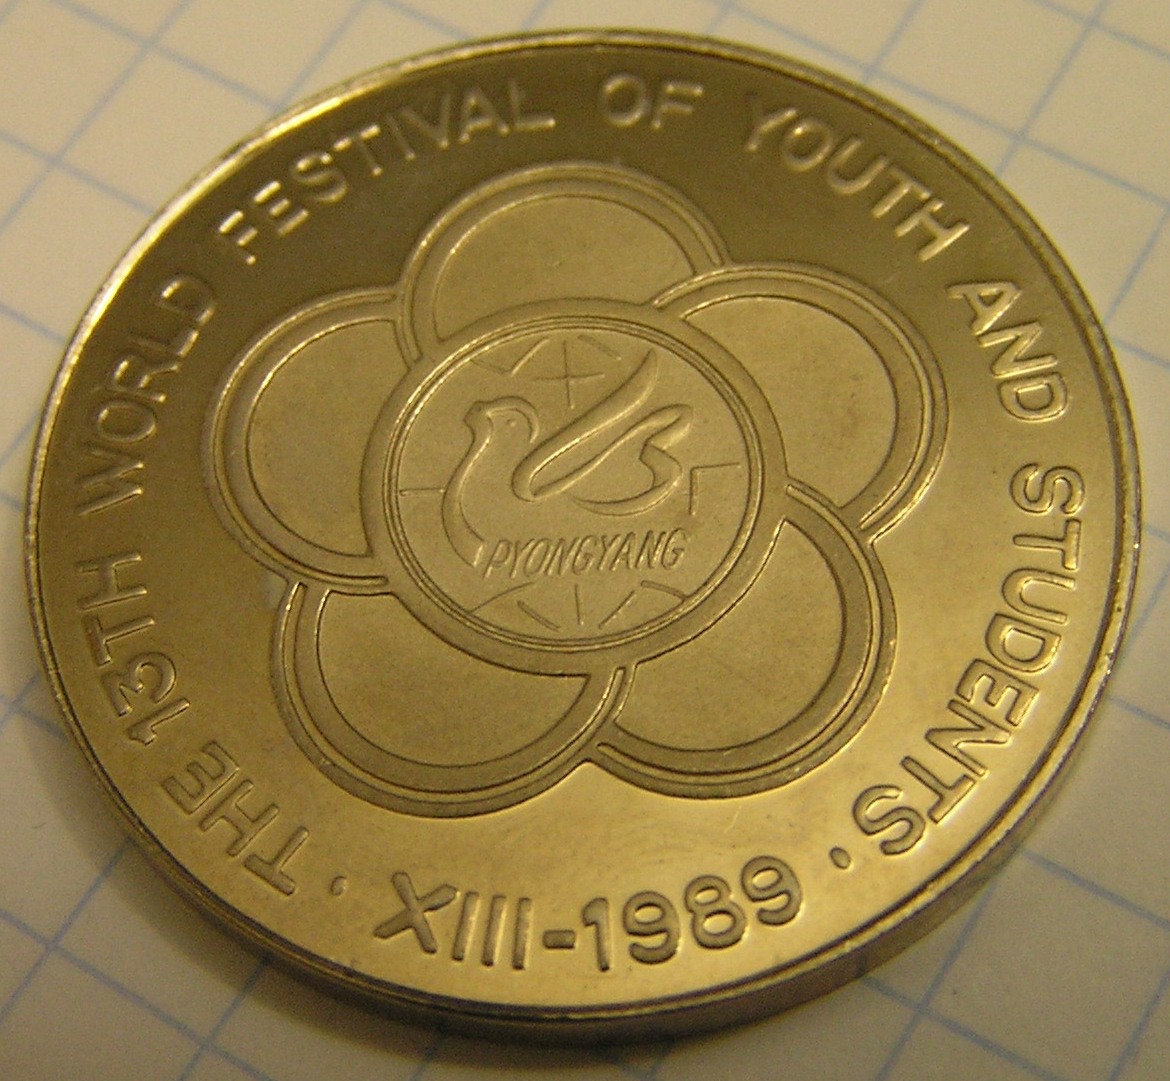 THE 13TH WORLD FESTIVAL OF YOUTH AND STUDENTS
· XIII-1989 ·
PYONGYANG